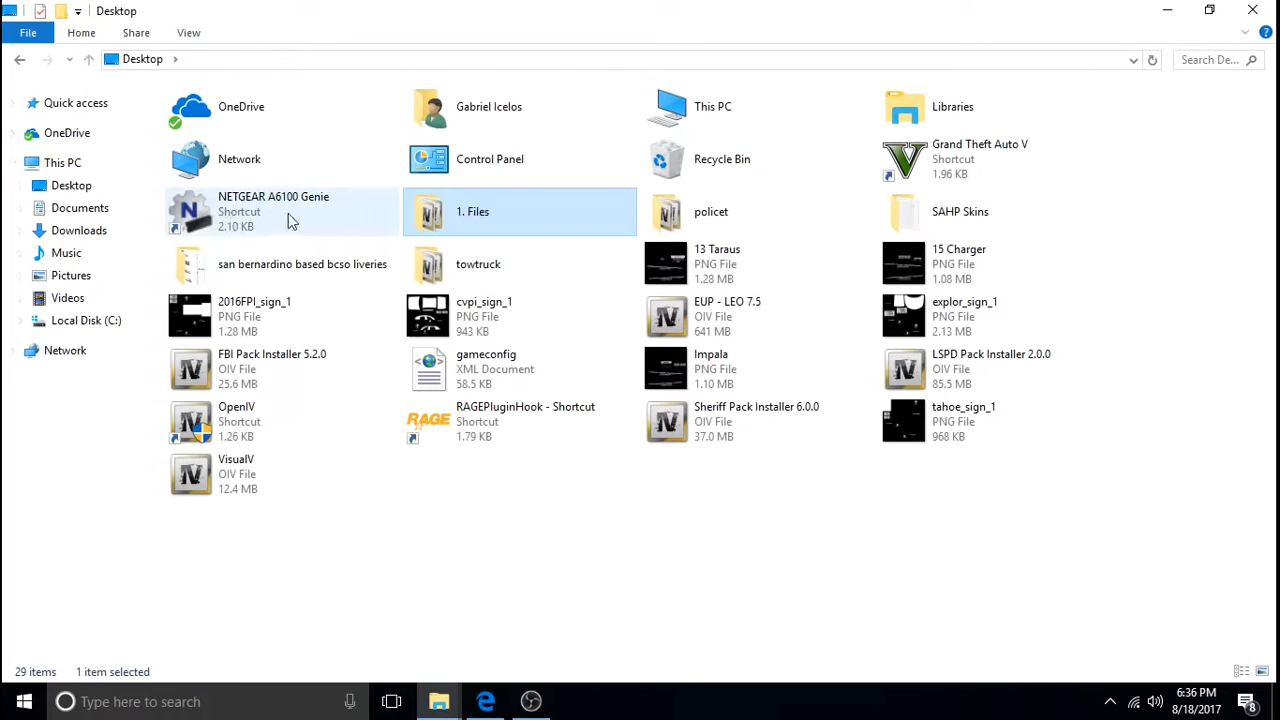 Desktop
File Home Share View
Desktop
Search De...
Quick access
OneDrive
This PC
Desktop
Documents
Downloads
Music
Pictures
Videos
Local Disk (C:)
Network
OneDrive
Gabriel Icelos
This PC
Libraries
Network
Control Panel
Recycle Bin
Grand Theft Auto V
Shortcut
1.96 KB
NETGEAR A6100 Genie
Shortcut
2.10 KB
1. Files
policet
SAHP Skins
san bernardino based bcso liveries
towtruck
13 Taraus
PNG File
1.28 MB
15 Charger
PNG File
1.08 MB
2016FPI_sign_1
PNG File
1.28 MB
cvpi_sign_1
PNG File
943 KB
EUP - LEO 7.5
OIV File
641 MB
explor_sign_1
PNG File
2.13 MB
FBI Pack Installer 5.2.0
OIV File
25.6 MB
gameconfig
XML Document
58.5 KB
Impala
PNG File
1.10 MB
LSPD Pack Installer 2.0.0
OIV File
85.5 MB
OpenIV
Shortcut
1.26 KB
RAGE
RAGEPluginHook - Shortcut
Shortcut
1.79 KB
Sheriff Pack Installer 6.0.0
OIV File
37.0 MB
tahoe_sign_1
PNG File
968 KB
VisualV
OIV File
12.4 MB
29 items 1 item selected
Type here to search
6:36 PM
8/18/2017
8